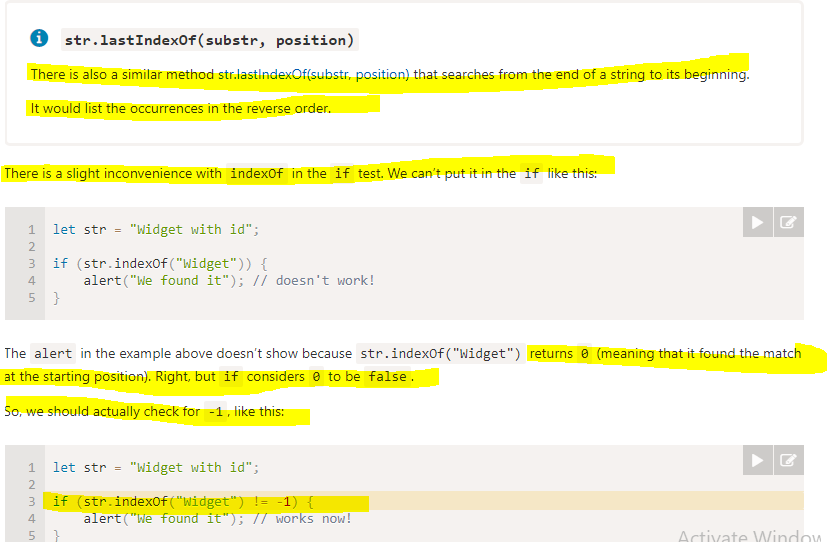 str.lastIndexOf(substr, position)
There is also a similar method str.lastIndexOf(substr, position) that searches from the end of a string to its beginning.
It would list the occurrences in the reverse order.
There is a slight inconvenience with indexOf in the if test. We can’t put it in the if like this:
1 let str = "Widget with id";
2
3 if (str.indexOf("Widget")) {
4     alert("We found it"); // doesn't work!
5 }
The alert in the example above doesn’t show because str.indexOf("Widget") returns 0 (meaning that it found the match
at the starting position). Right, but if considers 0 to be false.
So, we should actually check for -1, like this:
1 let str = "Widget with id";
2
3 if (str.indexOf("Widget") != -1) {
4     alert("We found it"); // works now!
5 }
Activate Window